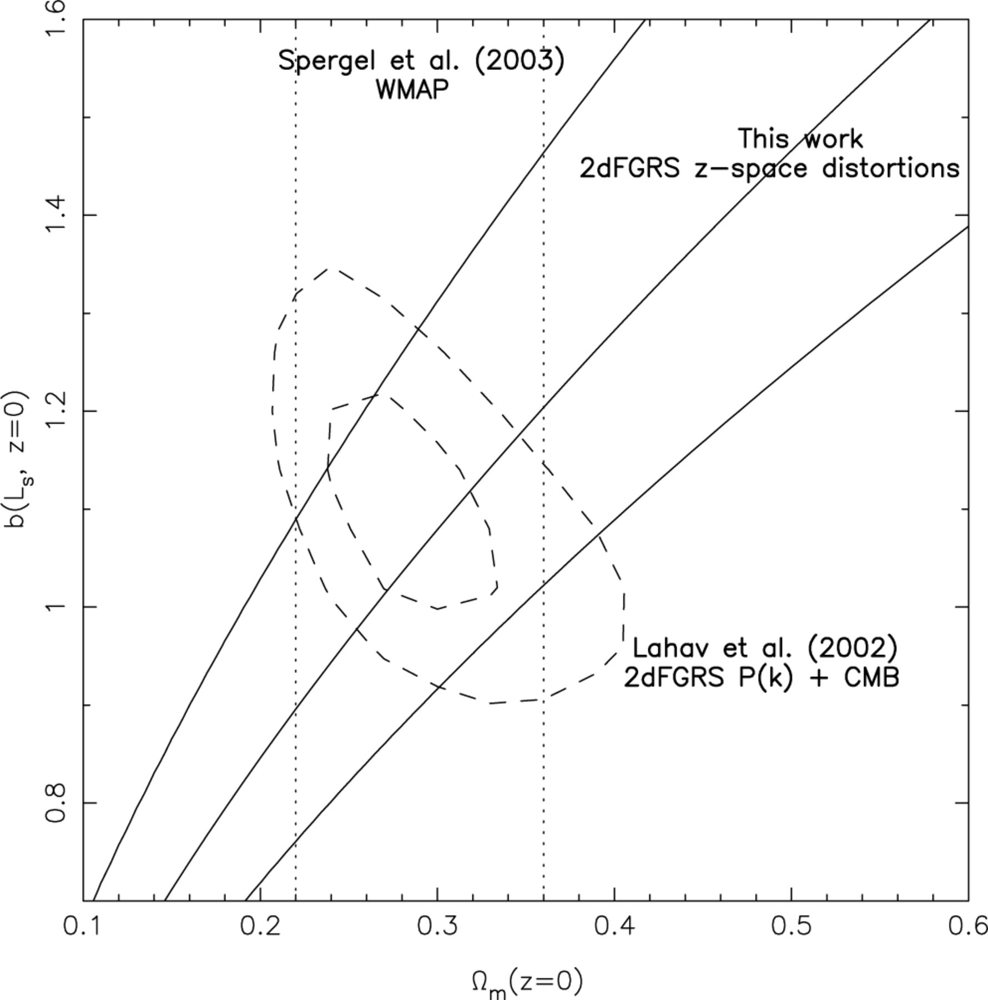 1.6
1.4
1.2
1
0.8
b(Ls, z=0)
Spergel et al. (2003)
WMAP
This work
2dFGRS z-space distortions
Lahav et al. (2002)
2dFGRS P(k) + CMB
0.1 0.2 0.3 0.4 0.5 0.6
Ωm(z=0)